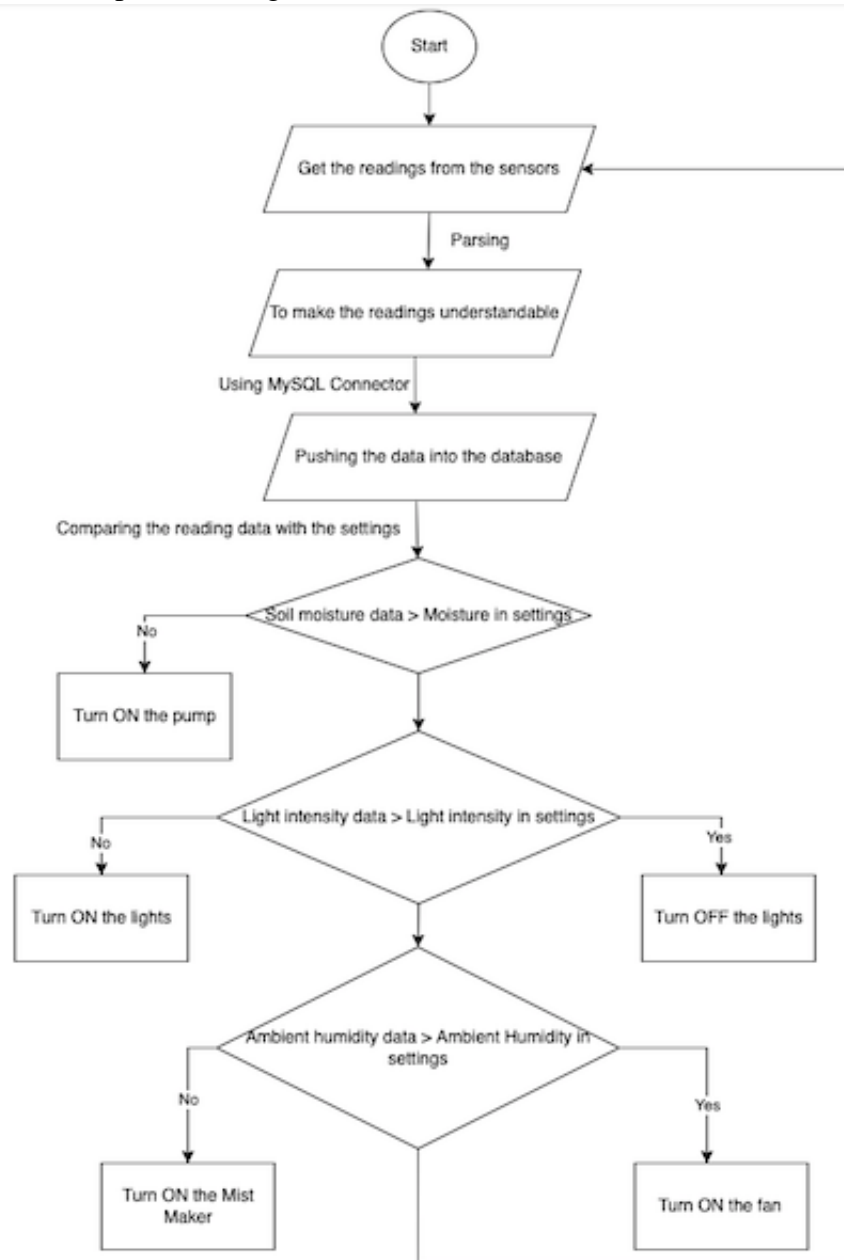 Start
Get the readings from the sensors
Parsing
To make the readings understandable
Using MySQL Connector
Pushing the data into the database
Comparing the reading data with the settings
Soil moisture data > Moisture in settings
No
Turn ON the pump
Light intensity data > Light intensity in settings
No
Yes
Turn ON the lights
Turn OFF the lights
Ambient humidity data > Ambient Humidity in
settings
No
Yes
Turn ON the Mist
Maker
Turn ON the fan